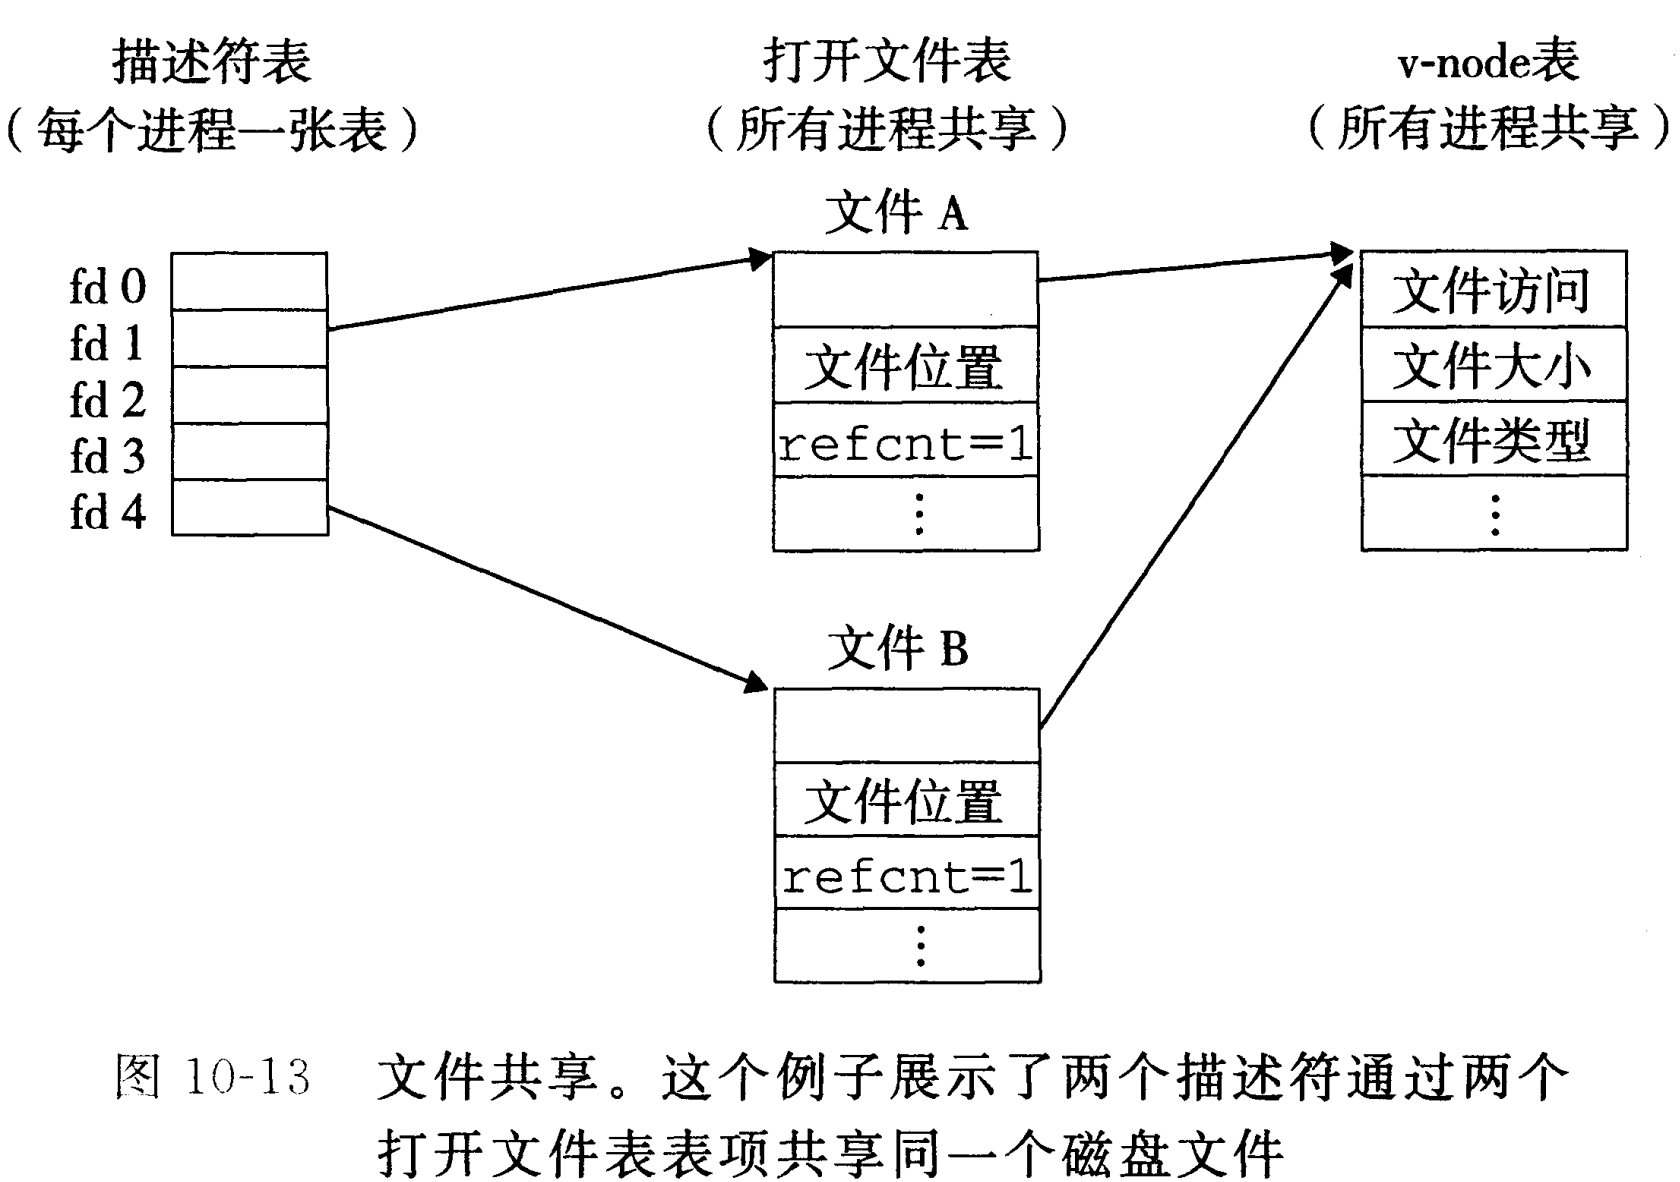 描述符表
（每个进程一张表）
打开文件表
（所有进程共享）
v-node表
（所有进程共享）
fd 0
fd 1
fd 2
fd 3
fd 4
文件 A
文件位置
refcnt=1
⋮
文件 B
文件位置
refcnt=1
⋮
文件访问
文件大小
文件类型
⋮
图 10-13 文件共享。这个例子展示了两个描述符通过两个
打开文件表表项共享同一个磁盘文件